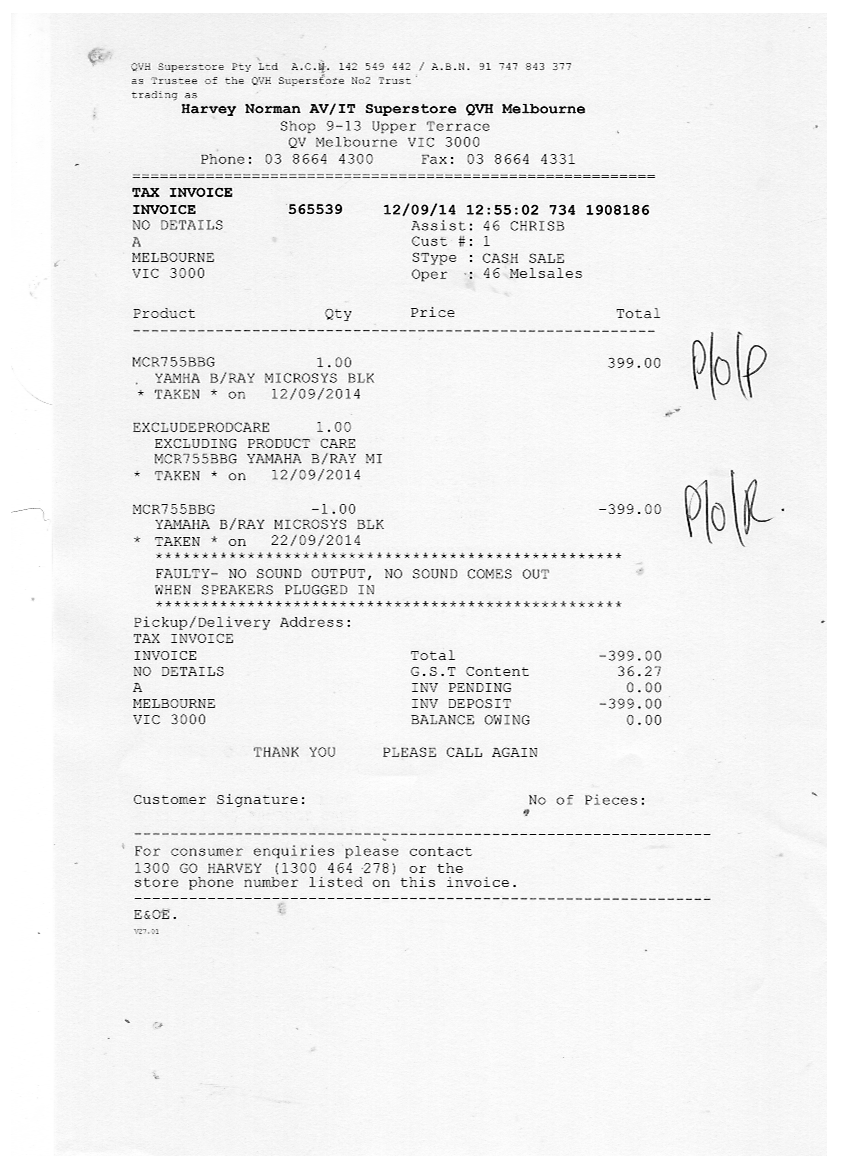 QVH Superstore Pty Ltd A.C.N. 142 549 442 / A.B.N. 91 747 843 377
as Trustee of the QVH Superstore No2 Trust
trading as
Harvey Norman AV/IT Superstore QVH Melbourne
Shop 9-13 Upper Terrace
QV Melbourne VIC 3000
Phone: 03 8664 4300 Fax: 03 8664 4331
=========================================================
TAX INVOICE
INVOICE 565539 12/09/14 12:55:02 734 1908186
NO DETAILS Assist: 46 CHRISB
A Cust #: 1
MELBOURNE SType : CASH SALE
VIC 3000 Oper : 46 Melsales
Product Qty Price Total
---------------------------------------------------------
MCR755BBG 1.00 399.00 P/O/P
YAMHA B/RAY MICROSYS BLK
* TAKEN * on 12/09/2014
EXCLUDEPRODCARE 1.00
EXCLUDING PRODUCT CARE
MCR755BBG YAMAHA B/RAY MI
* TAKEN * on 12/09/2014
MCR755BBG -1.00 -399.00 P/O/R.
YAMAHA B/RAY MICROSYS BLK
* TAKEN * on 22/09/2014
***************************************************
FAULTY- NO SOUND OUTPUT, NO SOUND COMES OUT
WHEN SPEAKERS PLUGGED IN
***************************************************
Pickup/Delivery Address:
TAX INVOICE
INVOICE Total -399.00
NO DETAILS G.S.T Content 36.27
A INV PENDING 0.00
MELBOURNE INV DEPOSIT -399.00
VIC 3000 BALANCE OWING 0.00
THANK YOU PLEASE CALL AGAIN
Customer Signature: No of Pieces:
---------------------------------------------------------------
For consumer enquiries please contact
1300 GO HARVEY (1300 464 278) or the
store phone number listed on this invoice.
---------------------------------------------------------------
E&OE.
V27.01